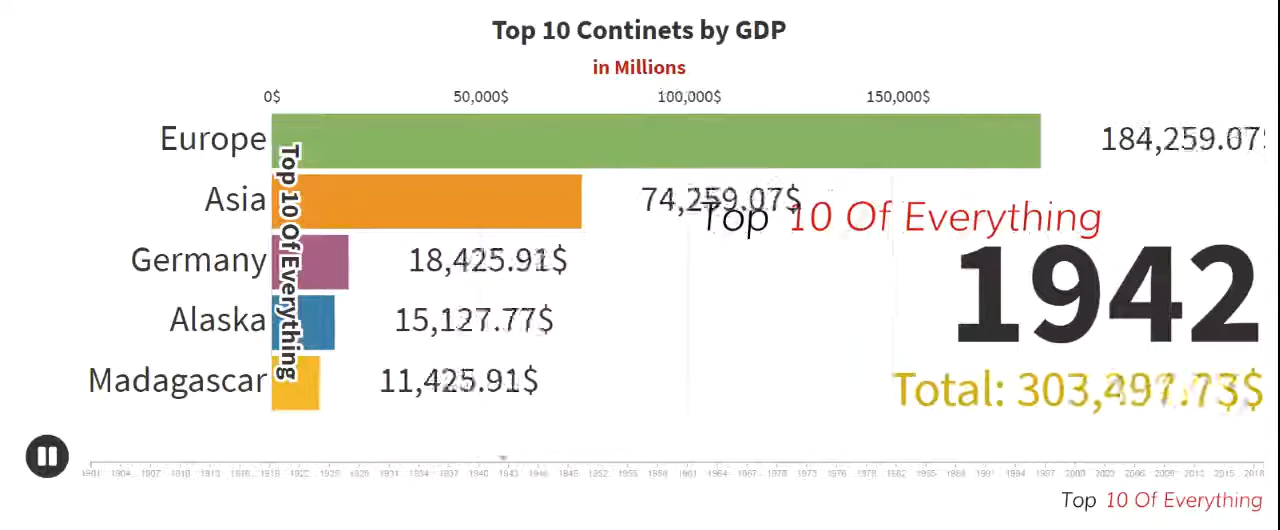 Top 10 Continets by GDP
in Millions
0$ 50,000$ 100,000$ 150,000$
Europe 184,259.07$
Asia 74,259.07$
Top 10 Of Everything
Germany 18,425.91$
1942
Alaska 15,127.77$
Madagascar 11,425.91$
Total: 303,497.73$
Top 10 Of Everything
Top 10 Of Everything